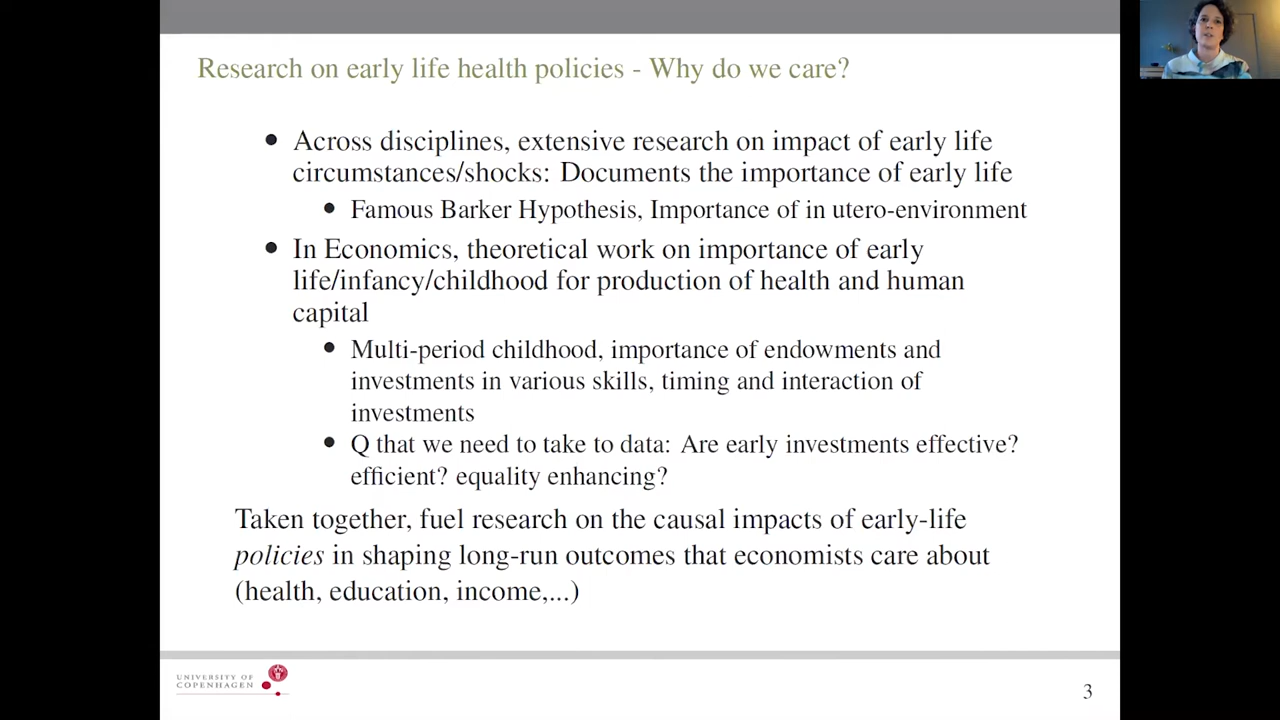 Research on early life health policies - Why do we care?
• Across disciplines, extensive research on impact of early life
circumstances/shocks: Documents the importance of early life
• Famous Barker Hypothesis, Importance of in utero-environment
• In Economics, theoretical work on importance of early
life/infancy/childhood for production of health and human
capital
• Multi-period childhood, importance of endowments and
investments in various skills, timing and interaction of
investments
• Q that we need to take to data: Are early investments effective?
efficient? equality enhancing?
Taken together, fuel research on the causal impacts of early-life
policies in shaping long-run outcomes that economists care about
(health, education, income,...)
UNIVERSITY OF
COPENHAGEN
3